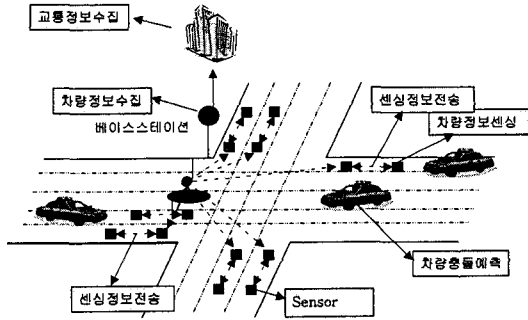 교통정보수집
차량정보수집
베이스스테이션
센싱정보전송
차량정보센싱
차량충돌예측
센싱정보전송
Sensor